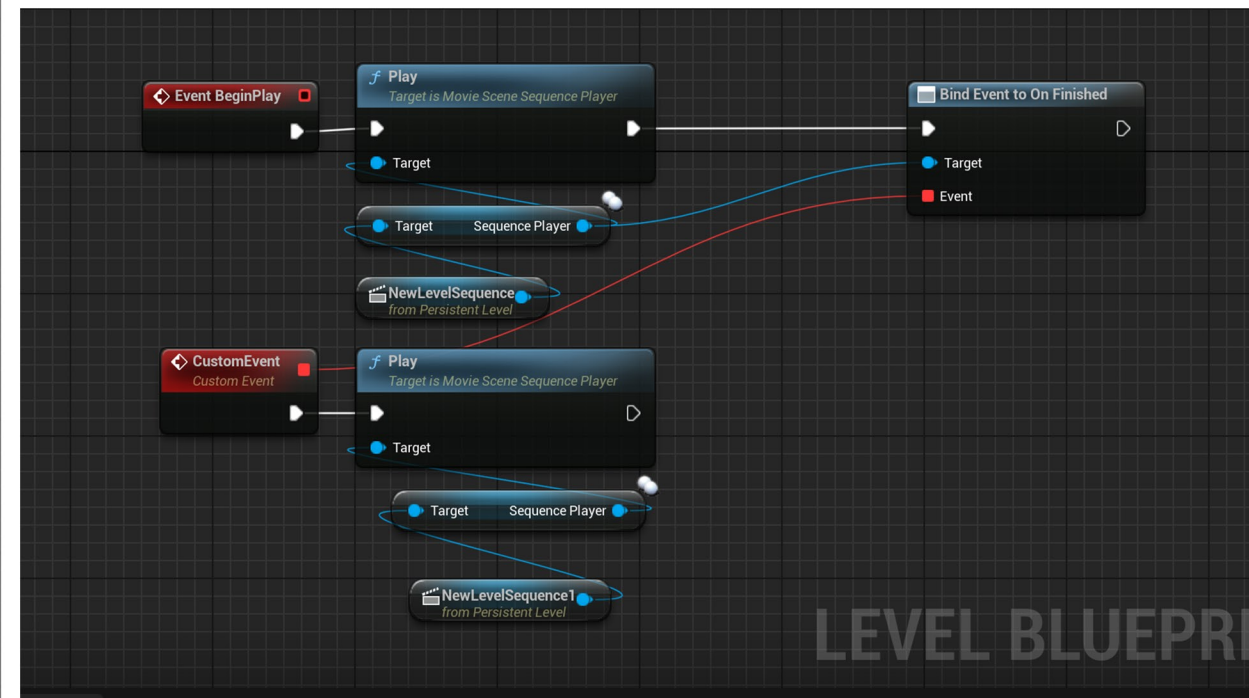 Event BeginPlay
f Play
Target is Movie Scene Sequence Player
Target
Bind Event to On Finished
Target
Event
Target Sequence Player
NewLevelSequence
from Persistent Level
CustomEvent
Custom Event
f Play
Target is Movie Scene Sequence Player
Target
Target Sequence Player
NewLevelSequence1
from Persistent Level
LEVEL BLUEPRI